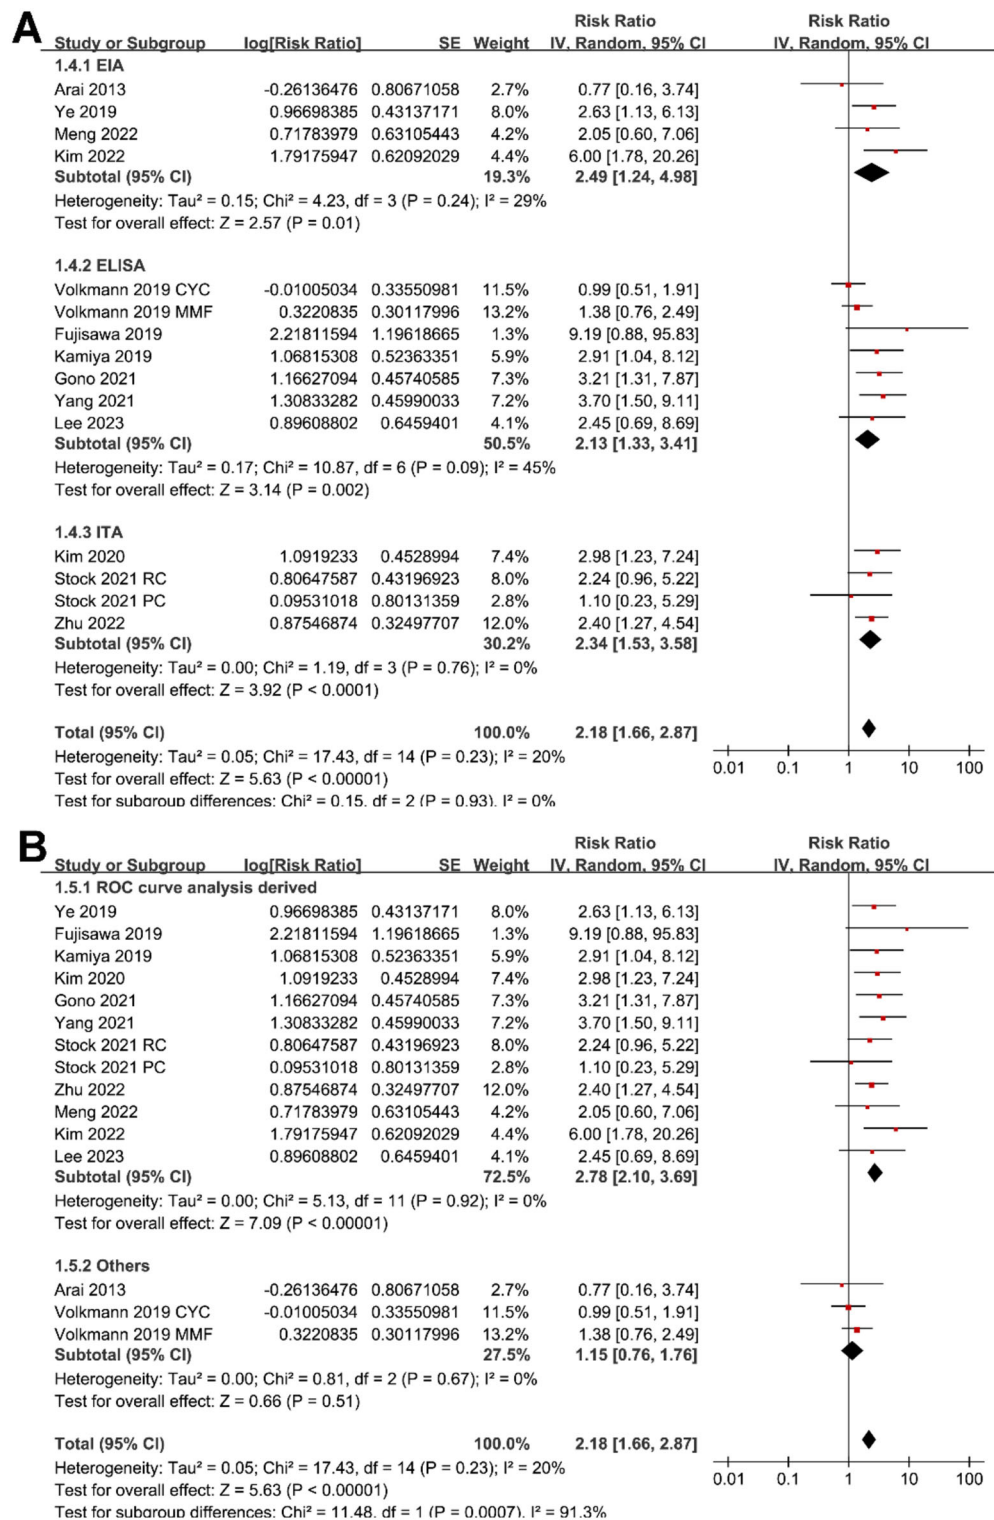 A
Risk Ratio Risk Ratio
Study or Subgroup log[Risk Ratio] SE Weight IV, Random, 95% CI IV, Random, 95% CI
1.4.1 EIA
Arai 2013 -0.26136476 0.80671058 2.7% 0.77 [0.16, 3.74]
Ye 2019 0.96698385 0.43137171 8.0% 2.63 [1.13, 6.13]
Meng 2022 0.71783979 0.63105443 4.2% 2.05 [0.60, 7.06]
Kim 2022 1.79175947 0.62092029 4.4% 6.00 [1.78, 20.26]
Subtotal (95% CI) 19.3% 2.49 [1.24, 4.98]
Heterogeneity: Tau² = 0.15; Chi² = 4.23, df = 3 (P = 0.24); I² = 29%
Test for overall effect: Z = 2.57 (P = 0.01)
1.4.2 ELISA
Volkmann 2019 CYC -0.01005034 0.33550981 11.5% 0.99 [0.51, 1.91]
Volkmann 2019 MMF 0.3220835 0.30117996 13.2% 1.38 [0.76, 2.49]
Fujisawa 2019 2.21811594 1.19618665 1.3% 9.19 [0.88, 95.83]
Kamiya 2019 1.06815308 0.52363351 5.9% 2.91 [1.04, 8.12]
Gono 2021 1.16627094 0.45740585 7.3% 3.21 [1.31, 7.87]
Yang 2021 1.30833282 0.45990033 7.2% 3.70 [1.50, 9.11]
Lee 2023 0.89608802 0.6459401 4.1% 2.45 [0.69, 8.69]
Subtotal (95% CI) 50.5% 2.13 [1.33, 3.41]
Heterogeneity: Tau² = 0.17; Chi² = 10.87, df = 6 (P = 0.09); I² = 45%
Test for overall effect: Z = 3.14 (P = 0.002)
1.4.3 ITA
Kim 2020 1.0919233 0.4528994 7.4% 2.98 [1.23, 7.24]
Stock 2021 RC 0.80647587 0.43196923 8.0% 2.24 [0.96, 5.22]
Stock 2021 PC 0.09531018 0.80131359 2.8% 1.10 [0.23, 5.29]
Zhu 2022 0.87546874 0.32497707 12.0% 2.40 [1.27, 4.54]
Subtotal (95% CI) 30.2% 2.34 [1.53, 3.58]
Heterogeneity: Tau² = 0.00; Chi² = 1.19, df = 3 (P = 0.76); I² = 0%
Test for overall effect: Z = 3.92 (P < 0.0001)
Total (95% CI) 100.0% 2.18 [1.66, 2.87]
Heterogeneity: Tau² = 0.05; Chi² = 17.43, df = 14 (P = 0.23); I² = 20%
Test for overall effect: Z = 5.63 (P < 0.00001)
Test for subgroup differences: Chi² = 0.15, df = 2 (P = 0.93), I² = 0%
0.01 0.1 1 10 100
B
Risk Ratio Risk Ratio
Study or Subgroup log[Risk Ratio] SE Weight IV, Random, 95% CI IV, Random, 95% CI
1.5.1 ROC curve analysis derived
Ye 2019 0.96698385 0.43137171 8.0% 2.63 [1.13, 6.13]
Fujisawa 2019 2.21811594 1.19618665 1.3% 9.19 [0.88, 95.83]
Kamiya 2019 1.06815308 0.52363351 5.9% 2.91 [1.04, 8.12]
Kim 2020 1.0919233 0.4528994 7.4% 2.98 [1.23, 7.24]
Gono 2021 1.16627094 0.45740585 7.3% 3.21 [1.31, 7.87]
Yang 2021 1.30833282 0.45990033 7.2% 3.70 [1.50, 9.11]
Stock 2021 RC 0.80647587 0.43196923 8.0% 2.24 [0.96, 5.22]
Stock 2021 PC 0.09531018 0.80131359 2.8% 1.10 [0.23, 5.29]
Zhu 2022 0.87546874 0.32497707 12.0% 2.40 [1.27, 4.54]
Meng 2022 0.71783979 0.63105443 4.2% 2.05 [0.60, 7.06]
Kim 2022 1.79175947 0.62092029 4.4% 6.00 [1.78, 20.26]
Lee 2023 0.89608802 0.6459401 4.1% 2.45 [0.69, 8.69]
Subtotal (95% CI) 72.5% 2.78 [2.10, 3.69]
Heterogeneity: Tau² = 0.00; Chi² = 5.13, df = 11 (P = 0.92); I² = 0%
Test for overall effect: Z = 7.09 (P < 0.00001)
1.5.2 Others
Arai 2013 -0.26136476 0.80671058 2.7% 0.77 [0.16, 3.74]
Volkmann 2019 CYC -0.01005034 0.33550981 11.5% 0.99 [0.51, 1.91]
Volkmann 2019 MMF 0.3220835 0.30117996 13.2% 1.38 [0.76, 2.49]
Subtotal (95% CI) 27.5% 1.15 [0.76, 1.76]
Heterogeneity: Tau² = 0.00; Chi² = 0.81, df = 2 (P = 0.67); I² = 0%
Test for overall effect: Z = 0.66 (P = 0.51)
Total (95% CI) 100.0% 2.18 [1.66, 2.87]
Heterogeneity: Tau² = 0.05; Chi² = 17.43, df = 14 (P = 0.23); I² = 20%
Test for overall effect: Z = 5.63 (P < 0.00001)
Test for subgroup differences: Chi² = 11.48, df = 1 (P = 0.0007), I² = 91.3%
0.01 0.1 1 10 100